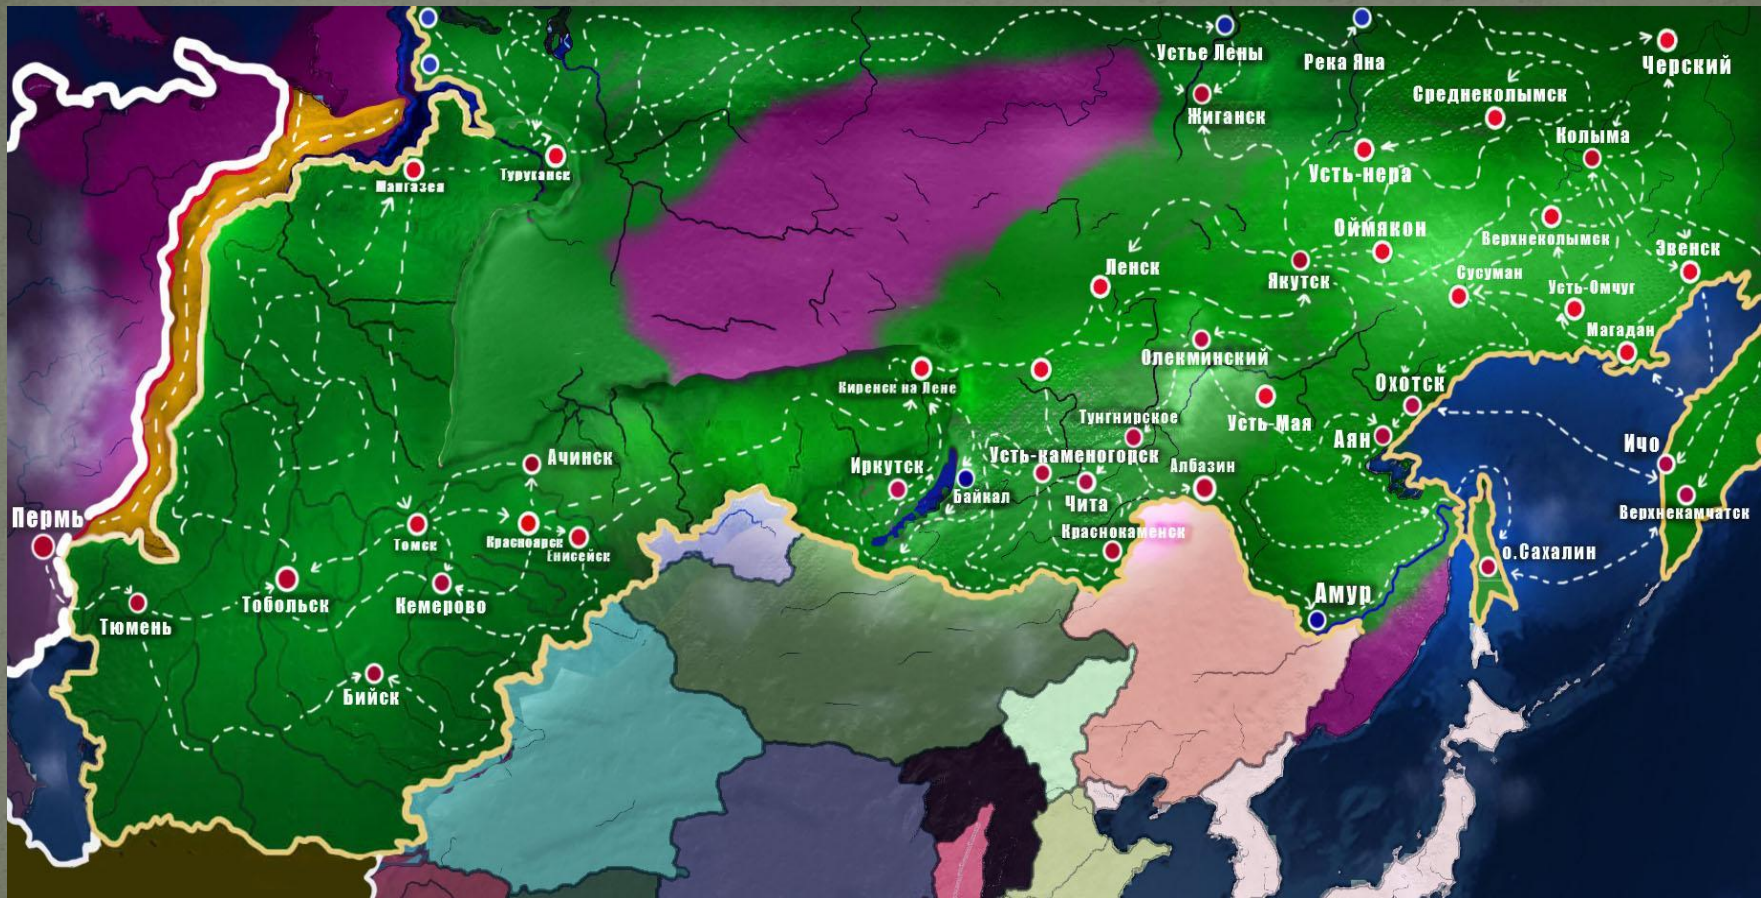 Устье Лены
Река Яна
Черский
Среднеколымск
Жиганск
Колыма
Мангазея
Туруханск
Усть-нера
Оймякон
Верхнеколымск
Эвенск
Ленск
Якутск
Сусуман
Усть-Омчуг
Магадан
Олекминский
Киренск на Лене
Охотск
Тунгнирское
Усть-Мая
Аян
Ичо
Ачинск
Иркутск
Усть-каменогорск
Албазин
Байкал
Чита
Верхнекамчатск
Пермь
Томск
Красноярск
Енисейск
Краснокаменск
о.Сахалин
Тюмень
Тобольск
Кемерово
Амур
Бийск